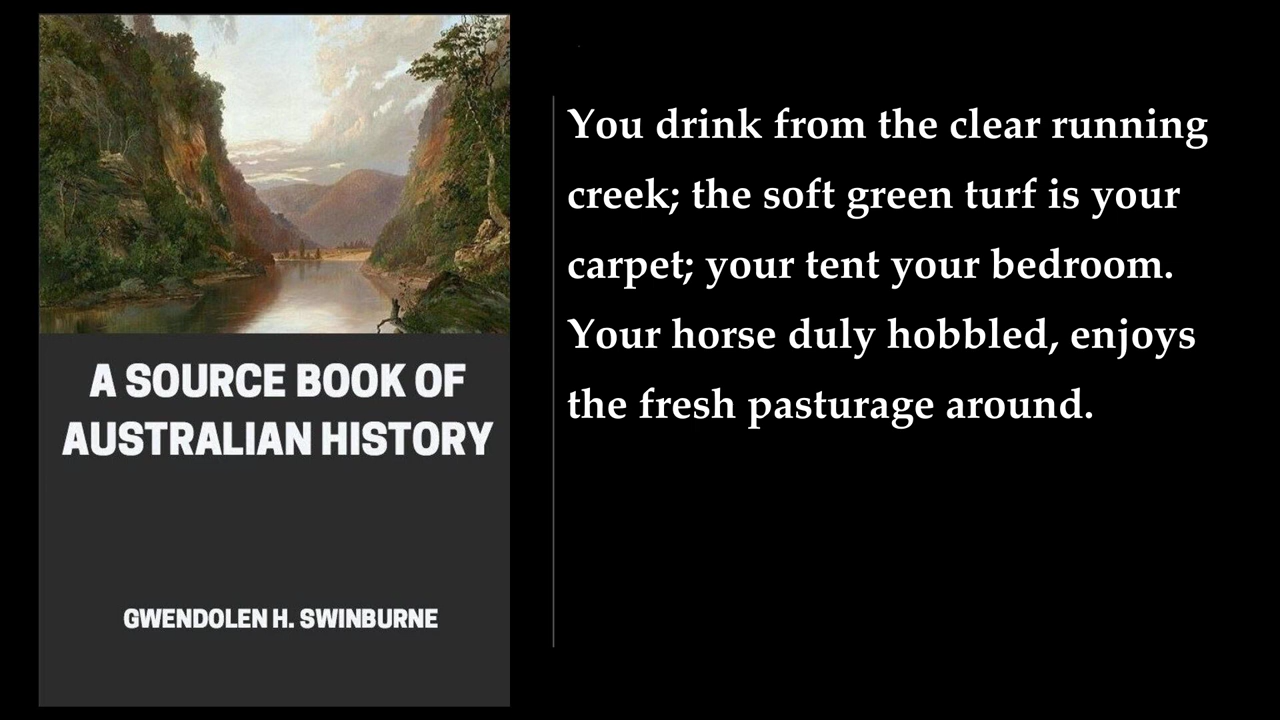 A SOURCE BOOK OF
AUSTRALIAN HISTORY
GWENDOLEN H. SWINBURNE
You drink from the clear running
creek; the soft green turf is your
carpet; your tent your bedroom.
Your horse duly hobbled, enjoys
the fresh pasturage around.